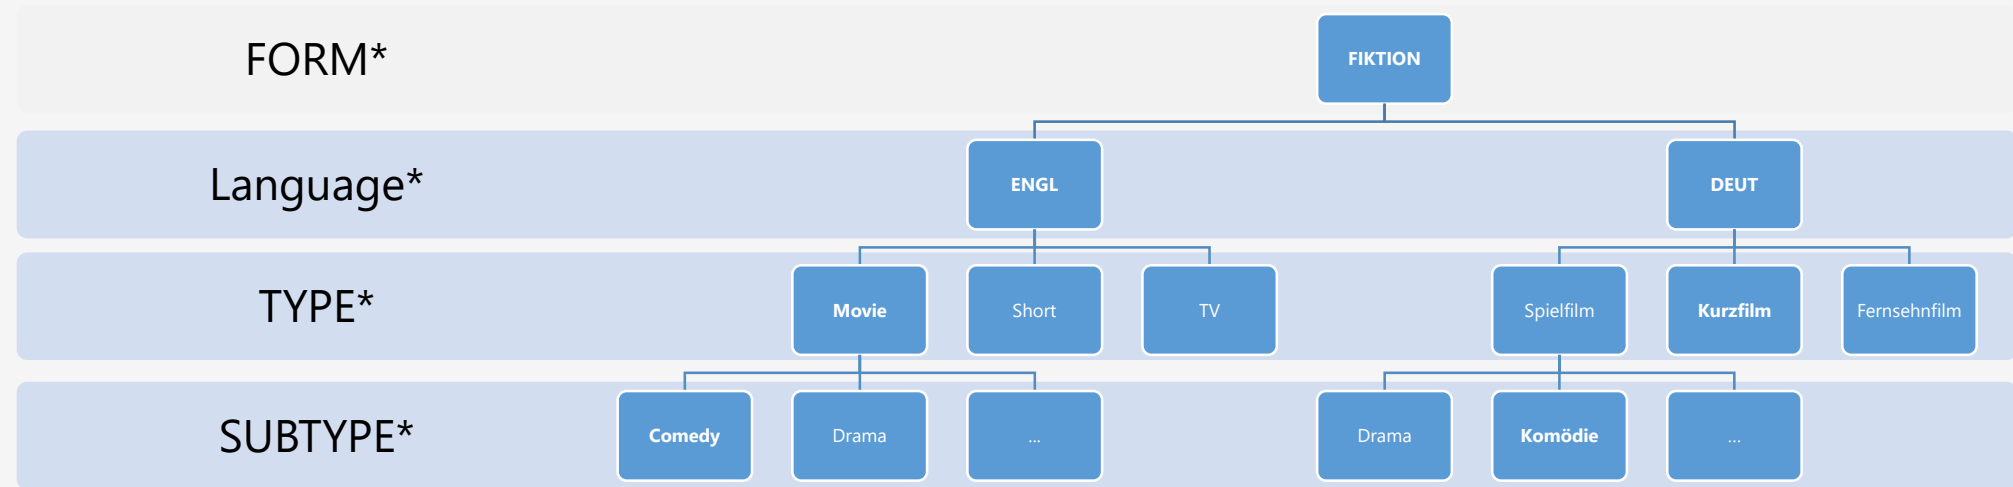 FORM*
FIKTION
Language*
ENGL
DEUT
TYPE*
Movie
Short
TV
Spielfilm
Kurzfilm
Fernsehnfilm
SUBTYPE*
Comedy
Drama
...
Drama
Komödie
...